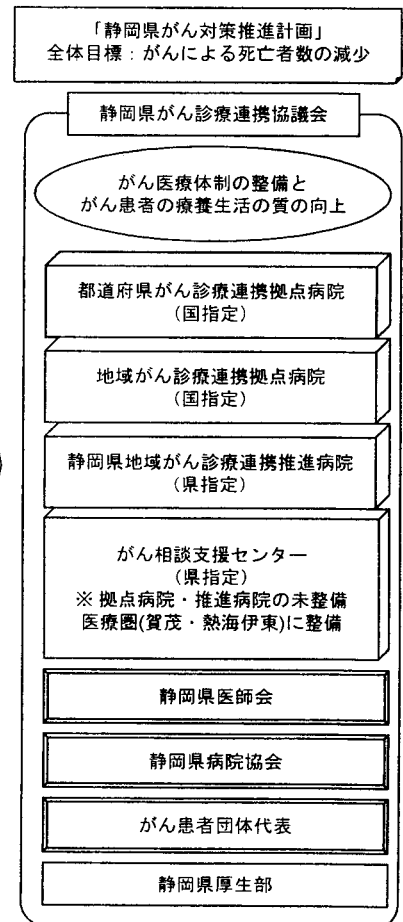 「静岡県がん対策推進計画」
全体目標：がんによる死亡者数の減少
静岡県がん診療連携協議会
がん医療体制の整備と
がん患者の療養生活の質の向上
都道府県がん診療連携拠点病院
(国指定)
地域がん診療連携拠点病院
(国指定)
静岡県地域がん診療連携推進病院
(県指定)
がん相談支援センター
(県指定)
※ 拠点病院・推進病院の未整備
医療圏(賀茂・熱海伊東)に整備
静岡県医師会
静岡県病院協会
がん患者団体代表
静岡県厚生部